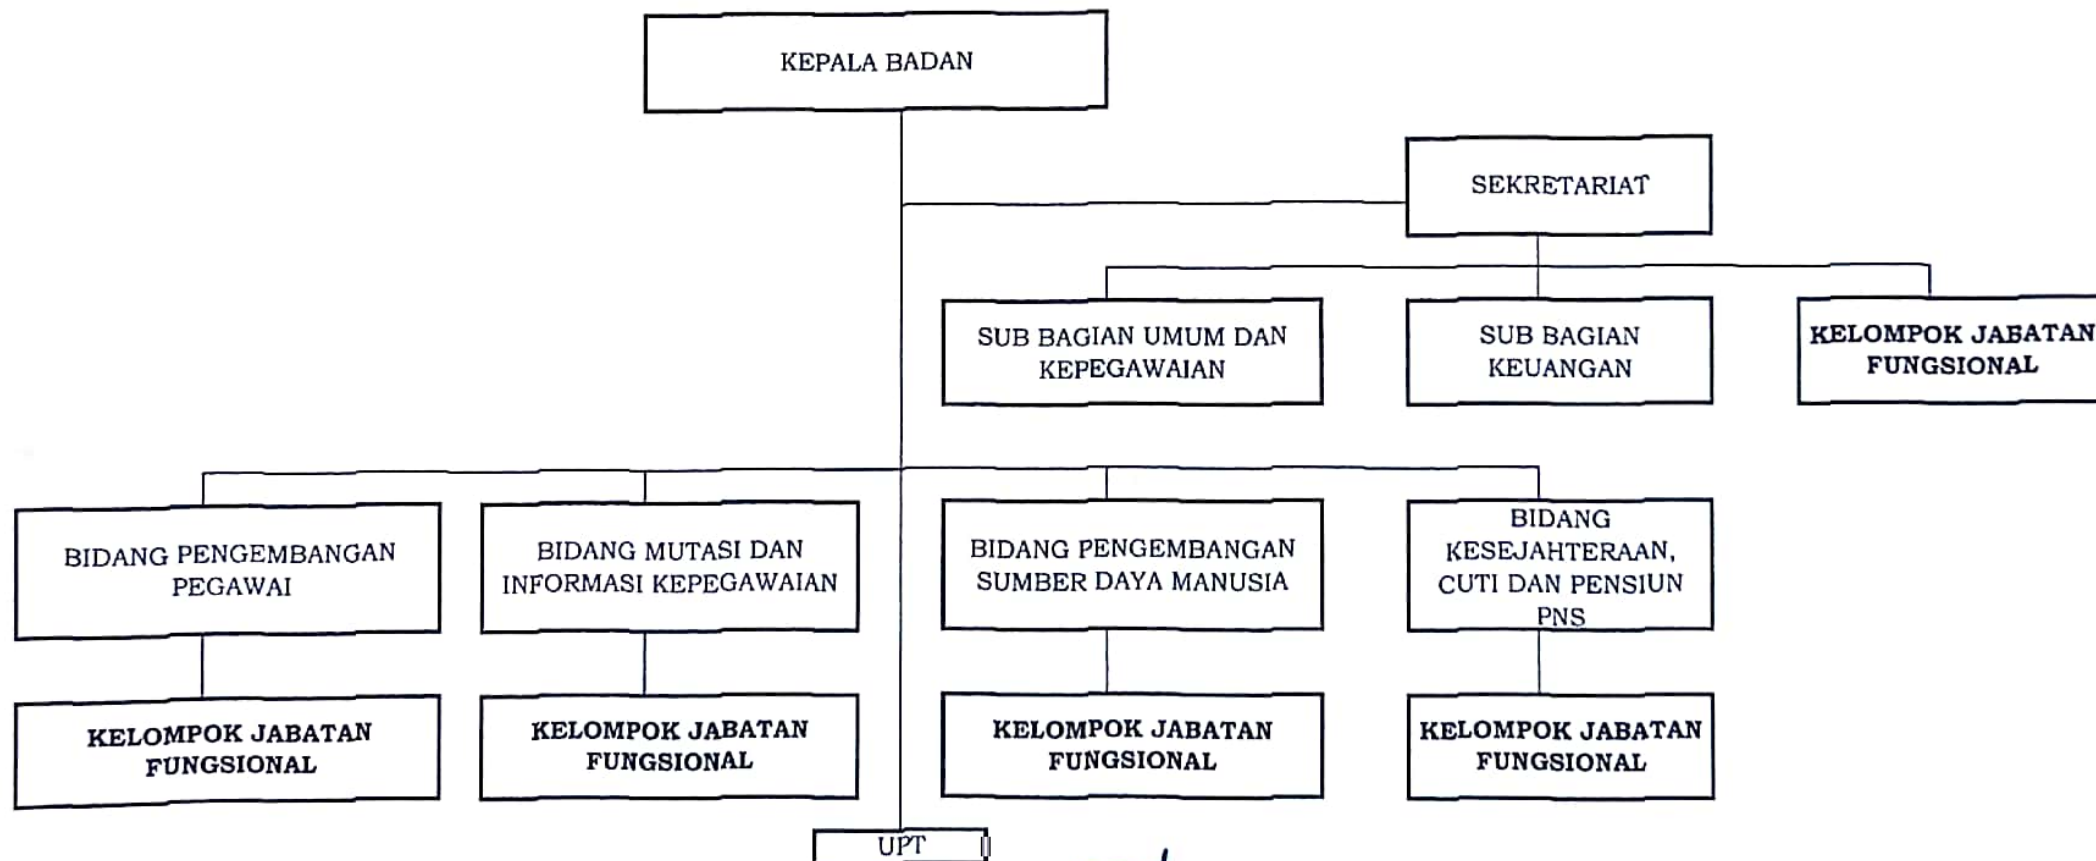 KEPALA BADAN
SEKRETARIAT
SUB BAGIAN UMUM DAN
KEPEGAWAIAN
SUB BAGIAN
KEUANGAN
KELOMPOK JABATAN
FUNGSIONAL
BIDANG PENGEMBANGAN
PEGAWAI
BIDANG MUTASI DAN
INFORMASI KEPEGAWAIAN
BIDANG PENGEMBANGAN
SUMBER DAYA MANUSIA
BIDANG
KESEJAHTERAAN,
CUTI DAN PENSIUN
PNS
KELOMPOK JABATAN
FUNGSIONAL
KELOMPOK JABATAN
FUNGSIONAL
KELOMPOK JABATAN
FUNGSIONAL
KELOMPOK JABATAN
FUNGSIONAL
UPT